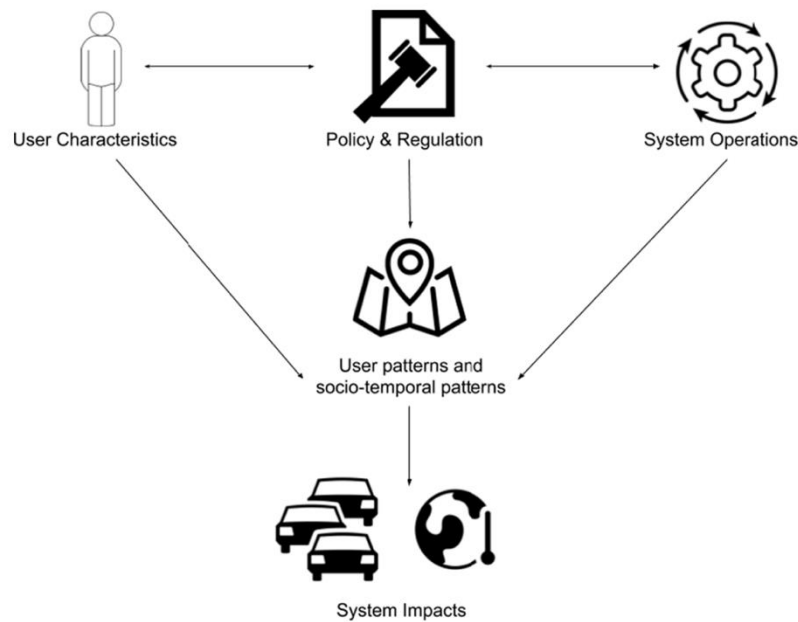 User Characteristics
Policy & Regulation
System Operations
User patterns and
socio-temporal patterns
System Impacts